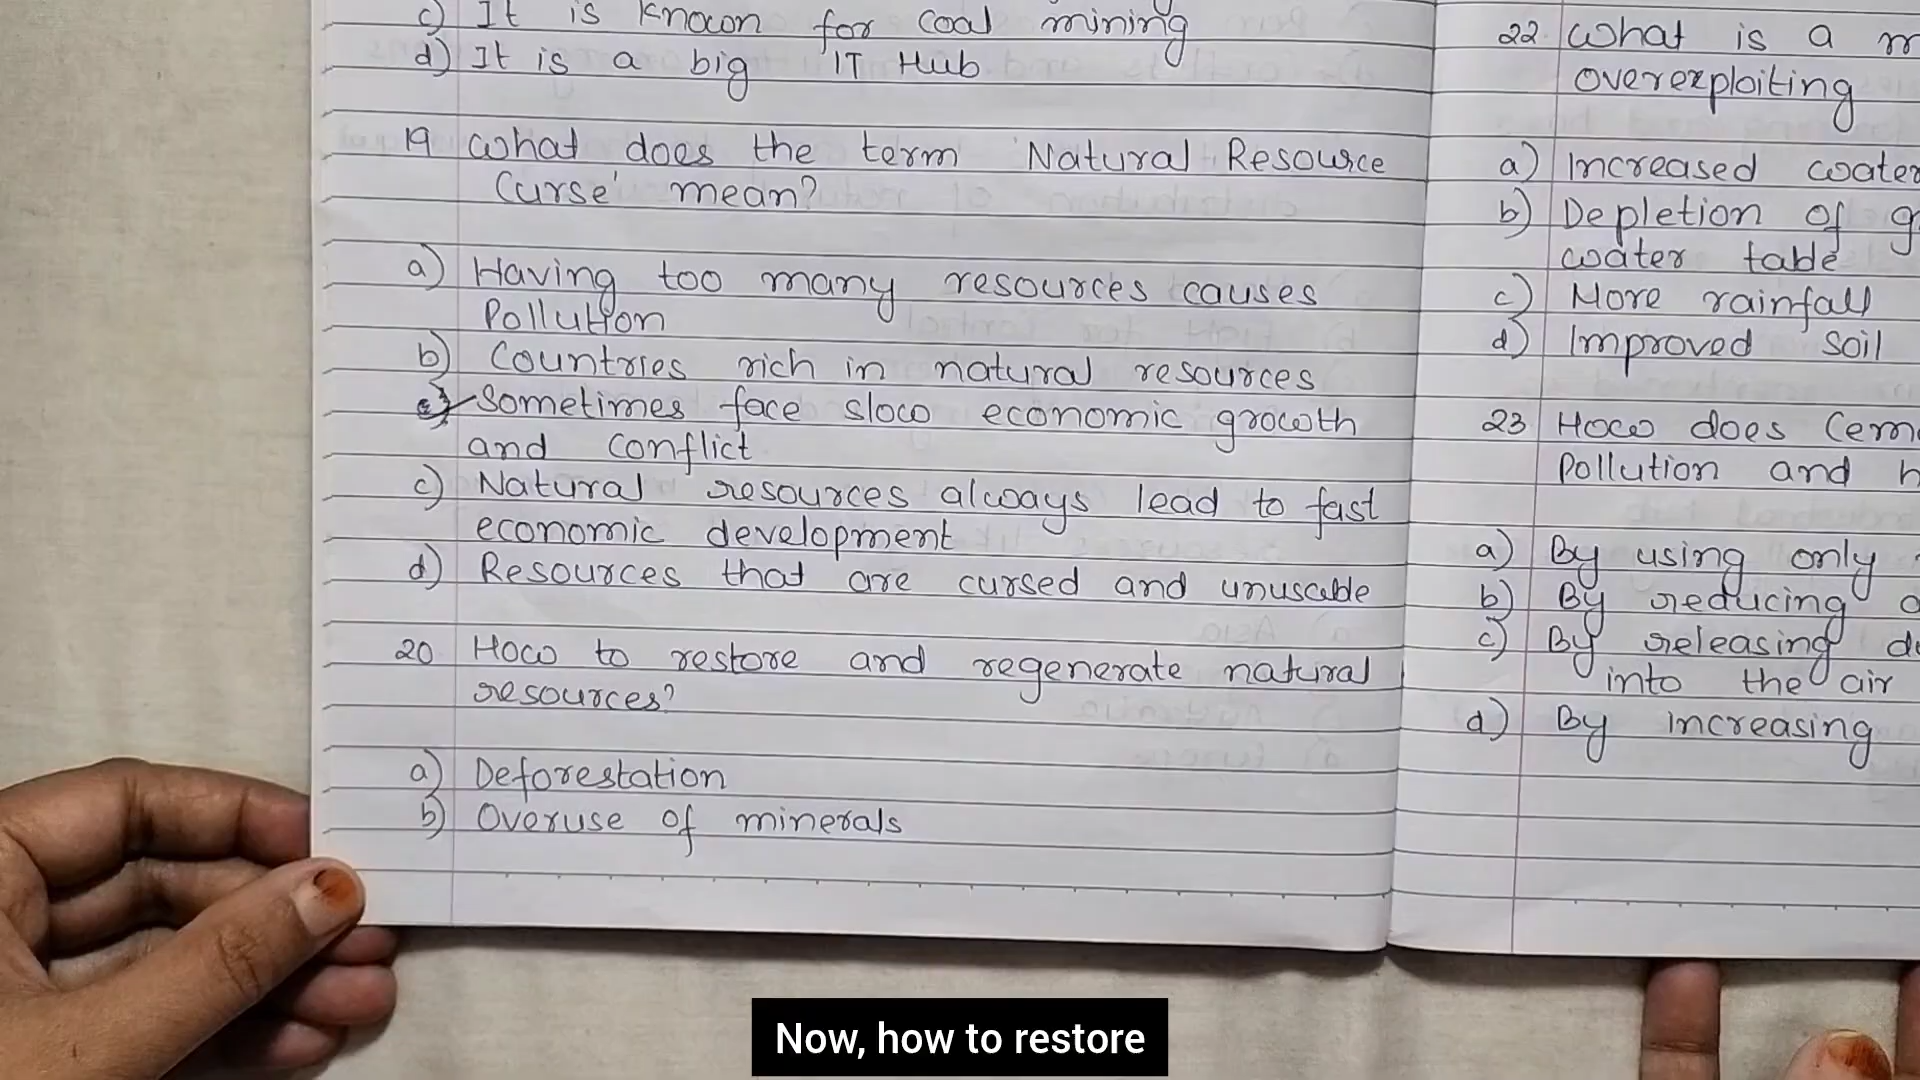 c) It is known for coal mining
d) It is a big IT Hub
19 What does the term Natural Resource
Curse' mean?
a) Having too many resources causes
Pollution
b) Countries rich in natural resources
Sometimes face slow economic growth
and conflict
c) Natural resources always lead to fast
economic development
d) Resources that are cursed and unusable
20 How to restore and regenerate natural
resources?
a) Deforestation
b) Overuse of minerals
22. What is a
overexploiting
a) Increased water
b) Depletion of
water table
c) More rainfall
d) Improved soil
23 How does Cem
Pollution and
a) By using only
b) By reducing
c) By releasing
into the air
d) By increasing
Now, how to restore